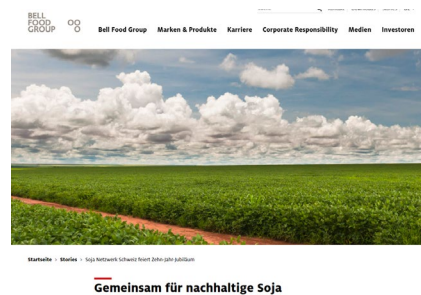 BELL
FOOD
GROUP
Bell Food Group Marken & Produkte Karriere Corporate Responsibility Medien Investoren
Startseite > Stories > Soja Netzwerk Schweiz feiert Zehn-Jahr-Jubiläum
Gemeinsam für nachhaltige Soja